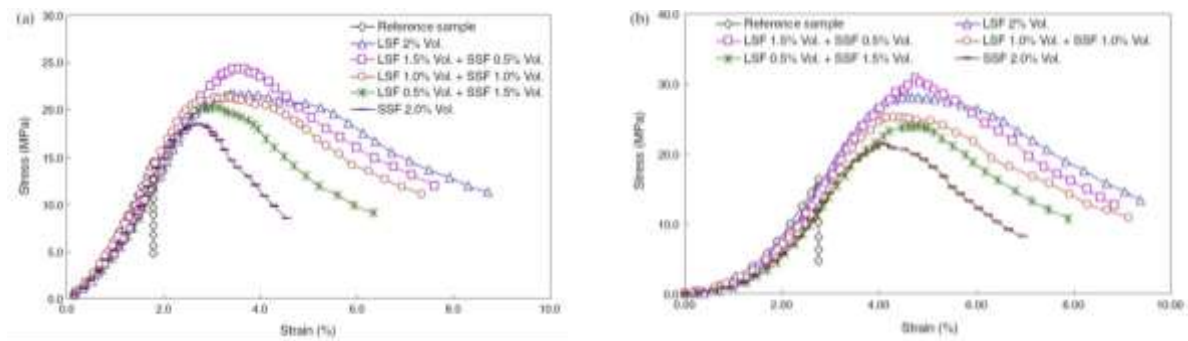 (a)
30.0
25.0
20.0
15.0
10.0
5.0
0.0
Stress (MPa)
Reference sample
LSF 2% Vol.
LSF 1.5% Vol. + SSF 0.5% Vol.
LSF 1.0% Vol. + SSF 1.0% Vol.
LSF 0.5% Vol. + SSF 1.5% Vol.
SSF 2.0% Vol.
0.0 2.0 4.0 6.0 8.0 10.0
Strain (%)
(b)
40.0
30.0
20.0
10.0
0.0
Stress (MPa)
Reference sample LSF 2% Vol.
LSF 1.5% Vol. + SSF 0.5% Vol. LSF 1.0% Vol. + SSF 1.0% Vol.
LSF 0.5% Vol. + SSF 1.5% Vol. SSF 2.0% Vol.
0.00 2.00 4.00 6.00 8.00 10.00
Strain (%)